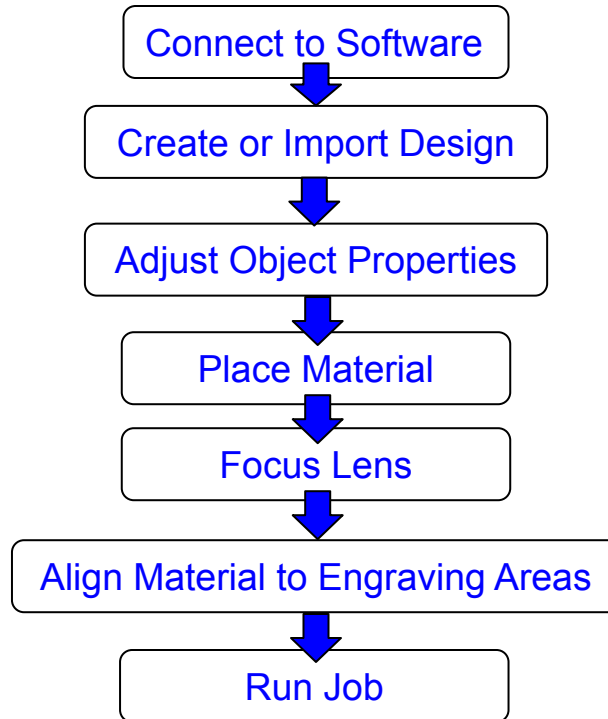 Connect to Software
Create or Import Design
Adjust Object Properties
Place Material
Focus Lens
Align Material to Engraving Areas
Run Job